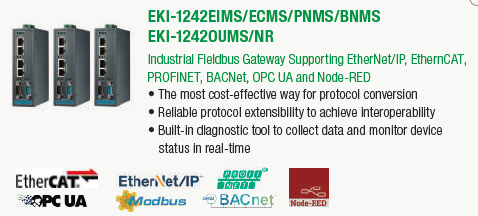 EKI-1242EIMS/ECMS/PNMS/BNMS
EKI-1242OUMS/NR
Industrial Fieldbus Gateway Supporting EtherNet/IP, EthernCAT,
PROFINET, BACNet, OPC UA and Node-RED
• The most cost-effective way for protocol conversion
• Reliable protocol extensibility to achieve interoperability
• Built-in diagnostic tool to collect data and monitor device
status in real-time
EtherCAT®
EtherNet/IP™
PROFI
NET
OPC UA
Modbus
BACnet
Node-RED